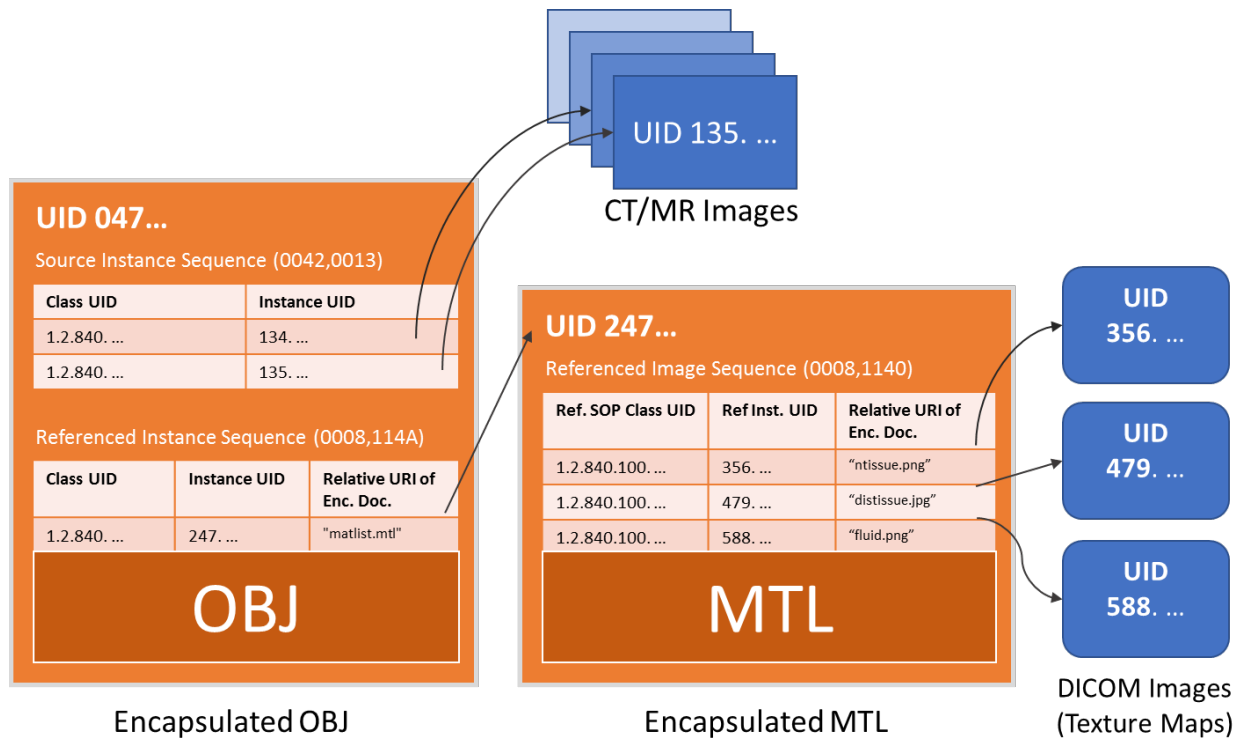 UID 135. ...
CT/MR Images
UID 047...
Source Instance Sequence (0042,0013)
Class UID Instance UID
1.2.840. ... 134. ...
1.2.840. ... 135. ...
Referenced Instance Sequence (0008,114A)
Class UID Instance UID Relative URI of
Enc. Doc.
1.2.840. ... 247. ... "matlist.mtl"
OBJ
Encapsulated OBJ
UID 247...
Referenced Image Sequence (0008,1140)
Ref. SOP Class UID Ref Inst. UID Relative URI of
Enc. Doc.
1.2.840.100. ... 356. ... “ntissue.png”
1.2.840.100. ... 479. ... “distissue.jpg”
1.2.840.100. ... 588. ... “fluid.png”
MTL
Encapsulated MTL
UID
356. ...
UID
479. ...
UID
588. ...
DICOM Images
(Texture Maps)